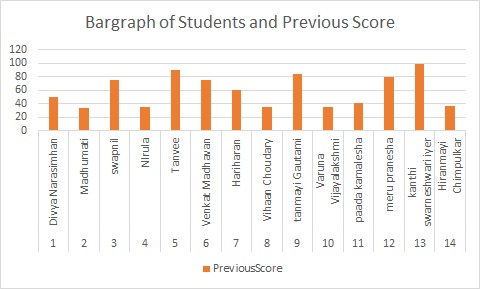 Bargraph of Students and Previous Score
120
100
80
60
40
20
0
Divya Narasimhan
Madhumati
swapnil
NIrula
Tanvee
Venkat Madhavan
Hariharan
Vihaan Choudary
tanmayi Gautami
Varuna
Vijayalakshmi
paada kamalesha
meru pranesha
kanthi
swarneshwari iyer
Hiranmayi
Chimpulkar
1 2 3 4 5 6 7 8 9 10 11 12 13 14
PreviousScore